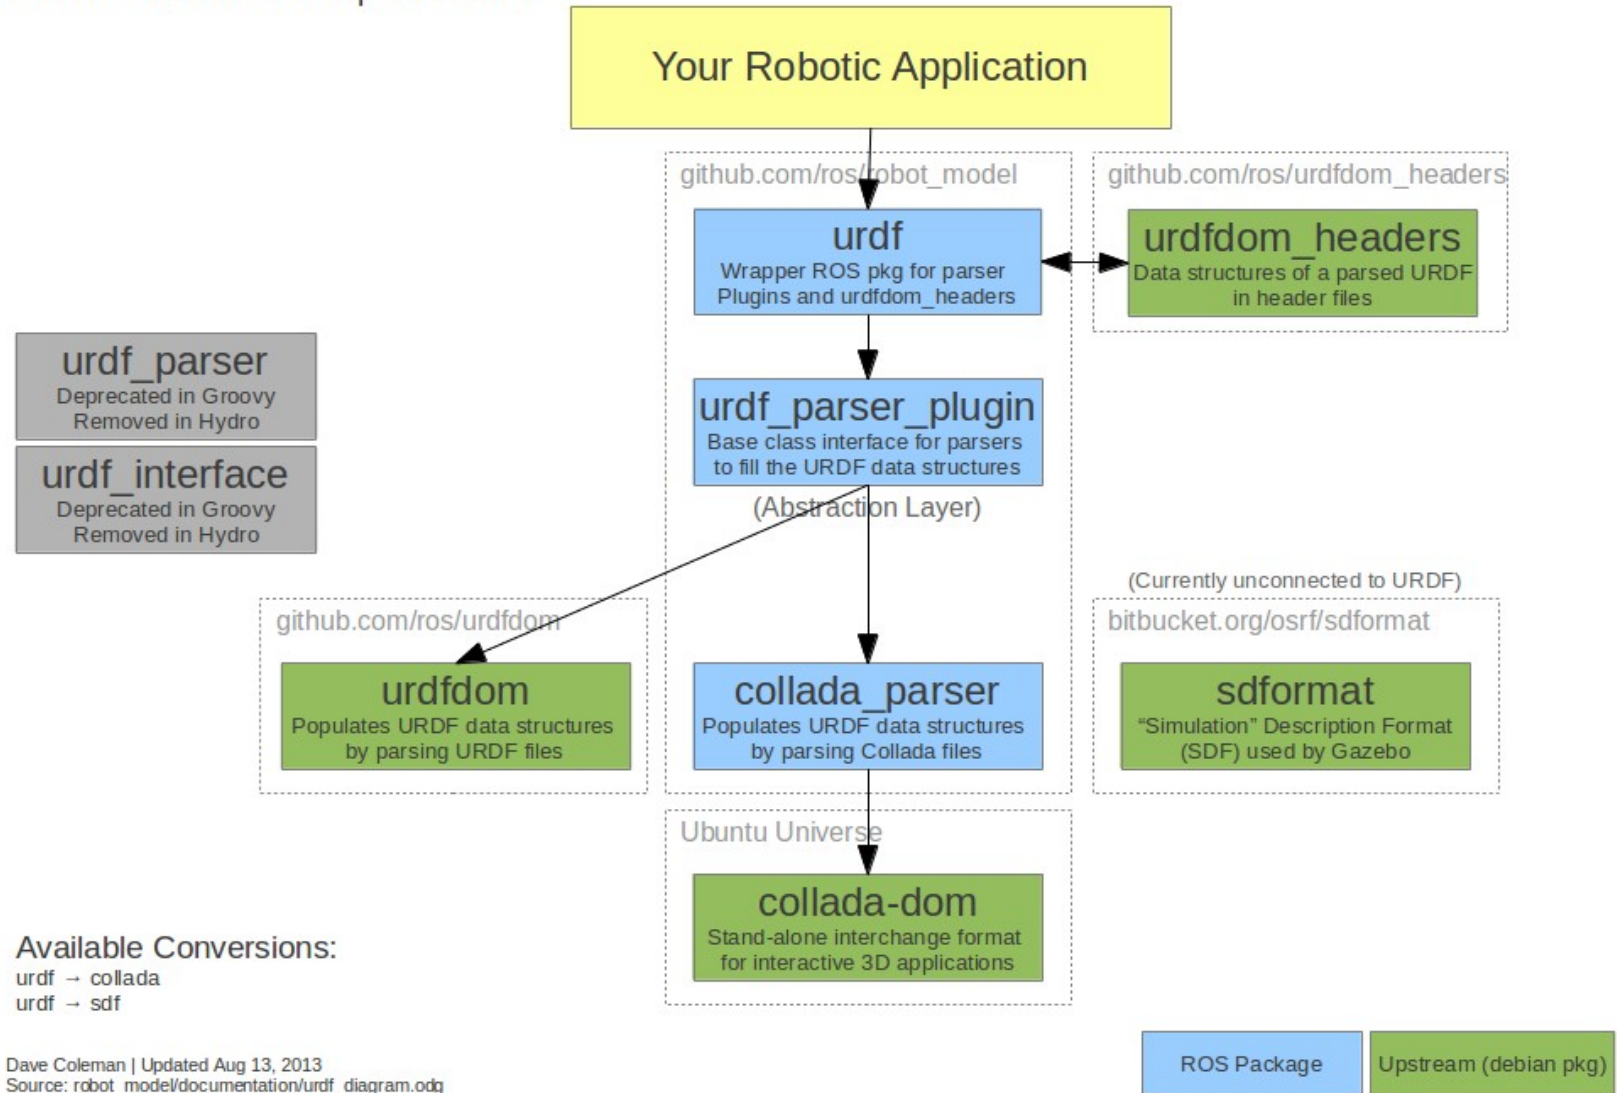 Your Robotic Application
github.com/ros/robot_model
github.com/ros/urdfdom_headers
urdf
Wrapper ROS pkg for parser
Plugins and urdfdom_headers
urdfdom_headers
Data structures of a parsed URDF
in header files
urdf_parser
Deprecated in Groovy
Removed in Hydro
urdf_interface
Deprecated in Groovy
Removed in Hydro
urdf_parser_plugin
Base class interface for parsers
to fill the URDF data structures
(Abstraction Layer)
(Currently unconnected to URDF)
github.com/ros/urdfdom
bitbucket.org/osrf/sdformat
urdfdom
Populates URDF data structures
by parsing URDF files
collada_parser
Populates URDF data structures
by parsing Collada files
sdformat
“Simulation” Description Format
(SDF) used by Gazebo
Ubuntu Universe
collada-dom
Stand-alone interchange format
for interactive 3D applications
Available Conversions:
urdf → collada
urdf → sdf
Dave Coleman | Updated Aug 13, 2013
Source: robot_model/documentation/urdf_diagram.odg
ROS Package
Upstream (debian pkg)